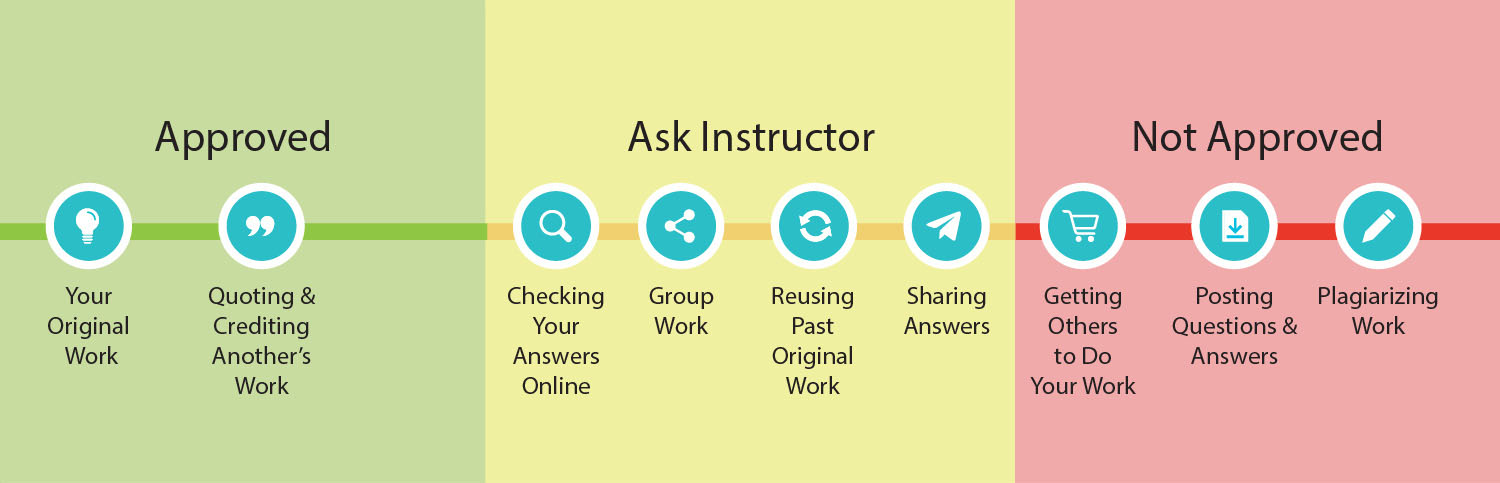 Approved
Your
Original
Work
Quoting &
Crediting
Another’s
Work
Ask Instructor
Checking
Your
Answers
Online
Group
Work
Reusing
Past
Original
Work
Sharing
Answers
Not Approved
Getting
Others
to Do
Your Work
Posting
Questions &
Answers
Plagiarizing
Work